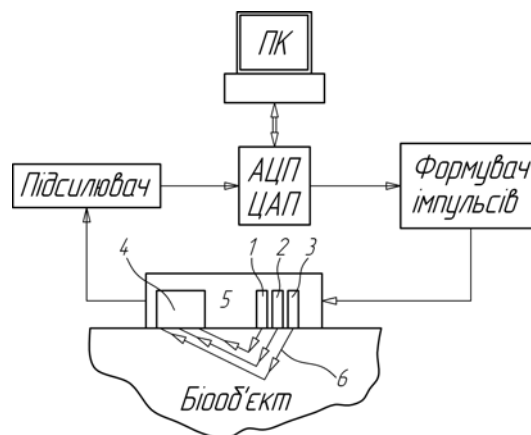 ПК
Підсилювач
АЦП
ЦАП
Формувач
імпульсів
4
5
1
2
3
6
Біооб'єкт